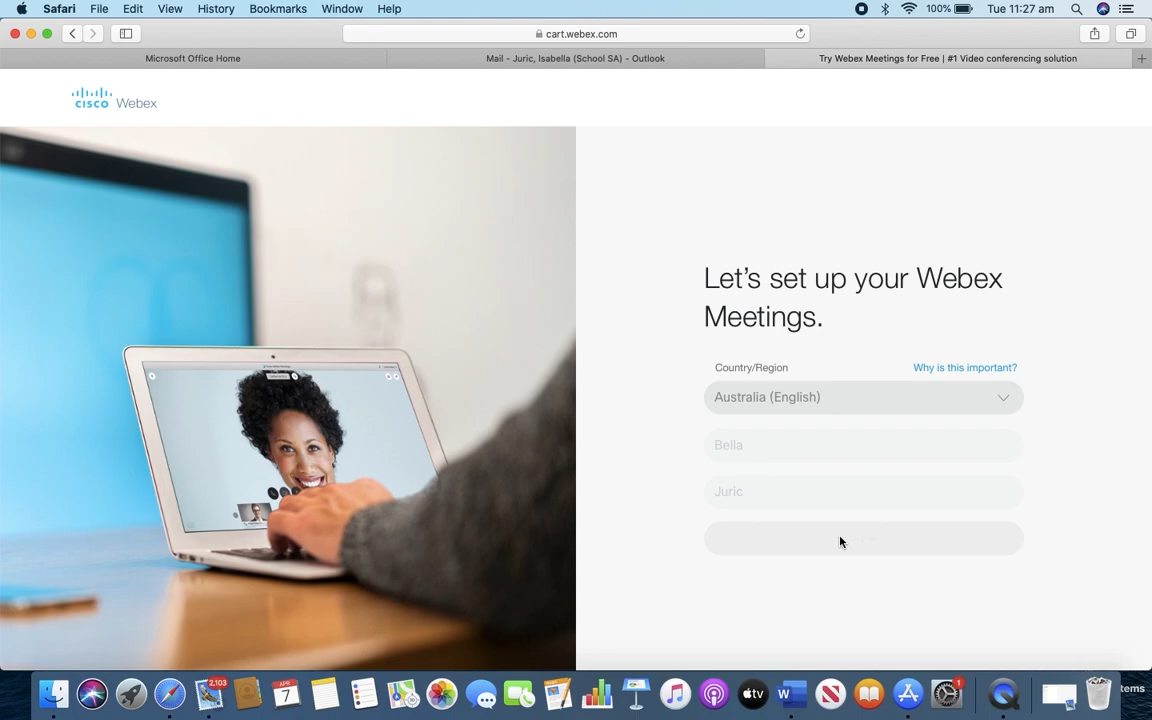 Safari File Edit View History Bookmarks Window Help 100% Tue 11:27 am
cart.webex.com
Microsoft Office Home Mail - Juric, Isabella (School SA) - Outlook Try Webex Meetings for Free | #1 Video conferencing solution
CISCO Webex
Let's set up your Webex
Meetings.
Country/Region Why is this important?
Australia (English)
Bella
Juric
2,103 APR 7 tv W N 1
tems